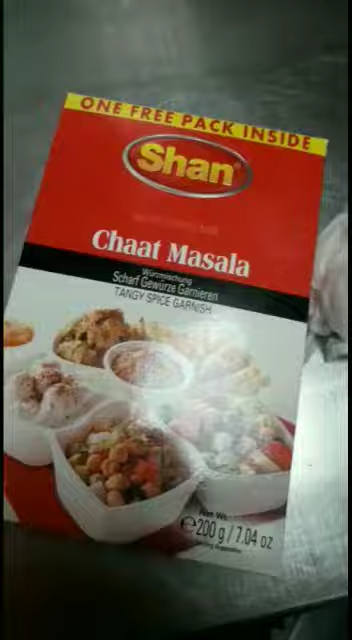 ONE FREE PACK INSIDE
Shan
Chaat Masala
Würzmischung
Scharf Gewürze Garnieren
TANGY SPICE GARNISH
Net Wt.
e 200 g / 7.04 oz